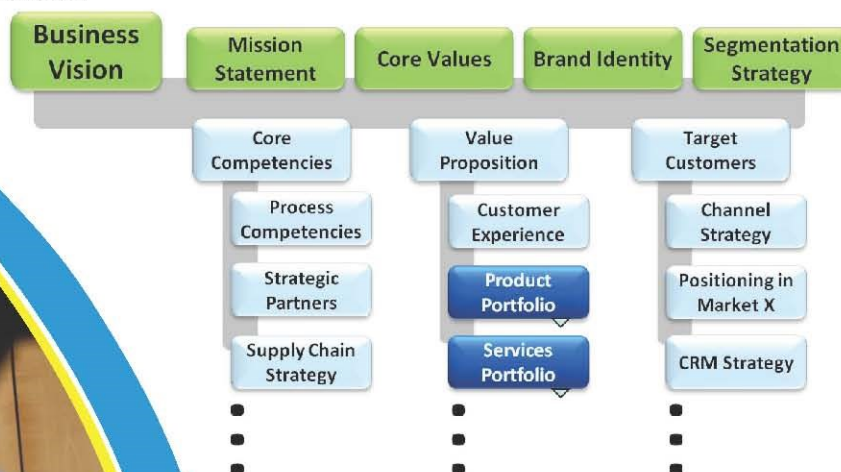 Business
Vision
Mission
Statement
Core Values
Brand Identity
Segmentation
Strategy
Core
Competencies
Process
Competencies
Strategic
Partners
Supply Chain
Strategy
Value
Proposition
Customer
Experience
Product
Portfolio
Services
Portfolio
Target
Customers
Channel
Strategy
Positioning in
Market X
CRM Strategy